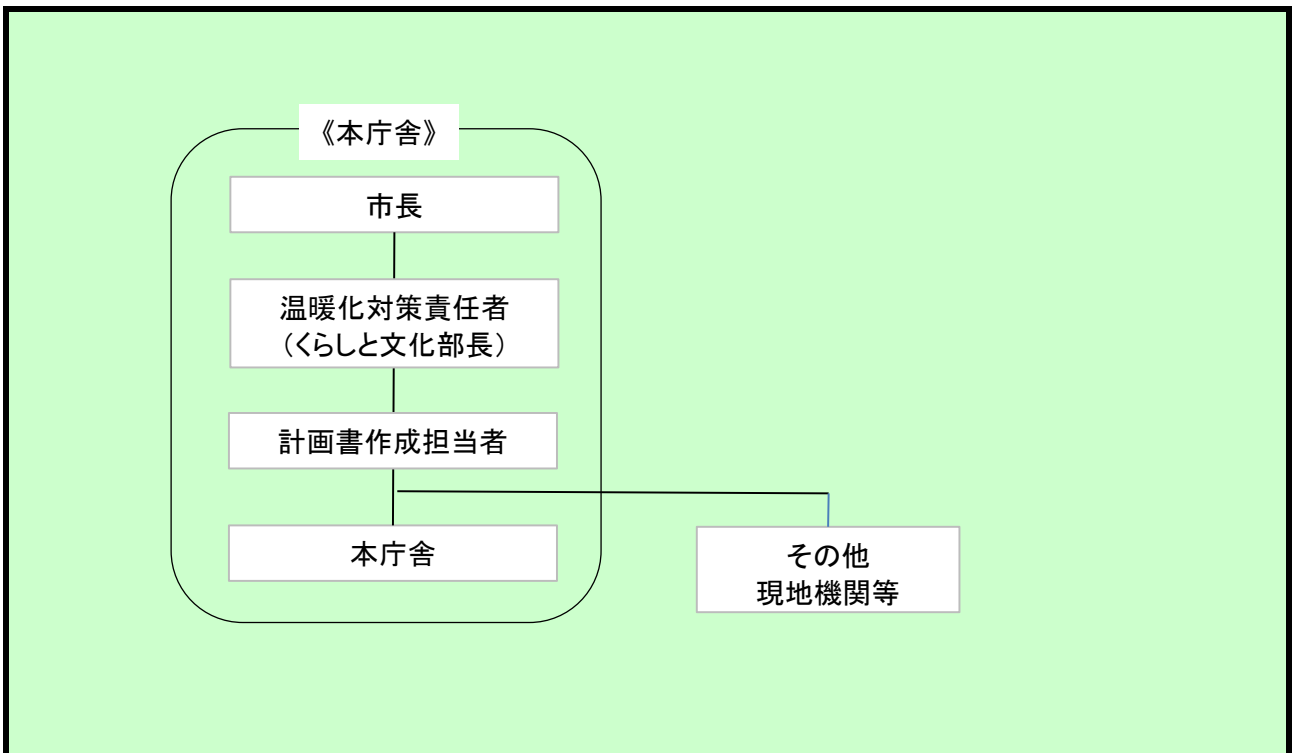 《本庁舎》
市長
温暖化対策責任者
（くらしと文化部長）
計画書作成担当者
本庁舎
その他
現地機関等